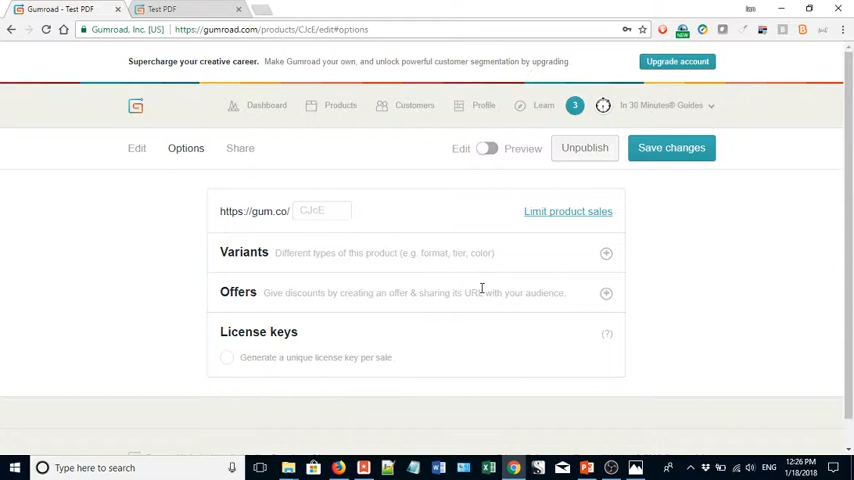 Gumroad - Test PDF
Test PDF
Gumroad, Inc. [US] https://gumroad.com/products/CJcE/edit#options
Supercharge your creative career. Make Gumroad your own, and unlock powerful customer segmentation by upgrading.
Upgrade account
Dashboard Products Customers Profile Learn 3 In 30 Minutes® Guides
Edit Options Share Edit Preview Unpublish Save changes
https://gum.co/ CJcE Limit product sales
Variants Different types of this product (e.g. format, tier, color)
Offers Give discounts by creating an offer & sharing its URL with your audience.
License keys (?)
Generate a unique license key per sale
Type here to search
ENG
12:26 PM
1/18/2018